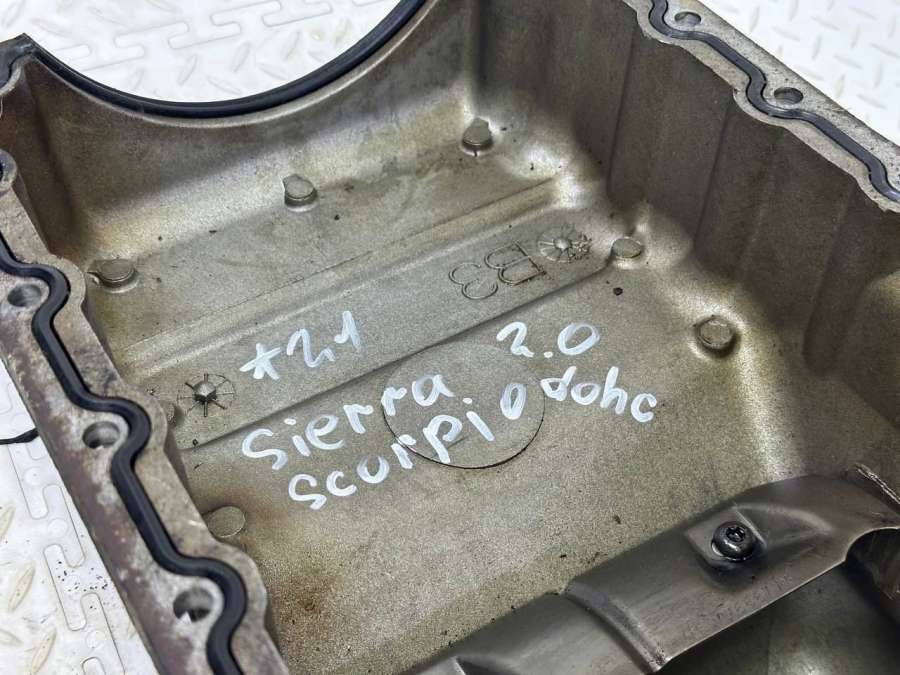 B3
*21
2.0
Sierra
scorpio dohc